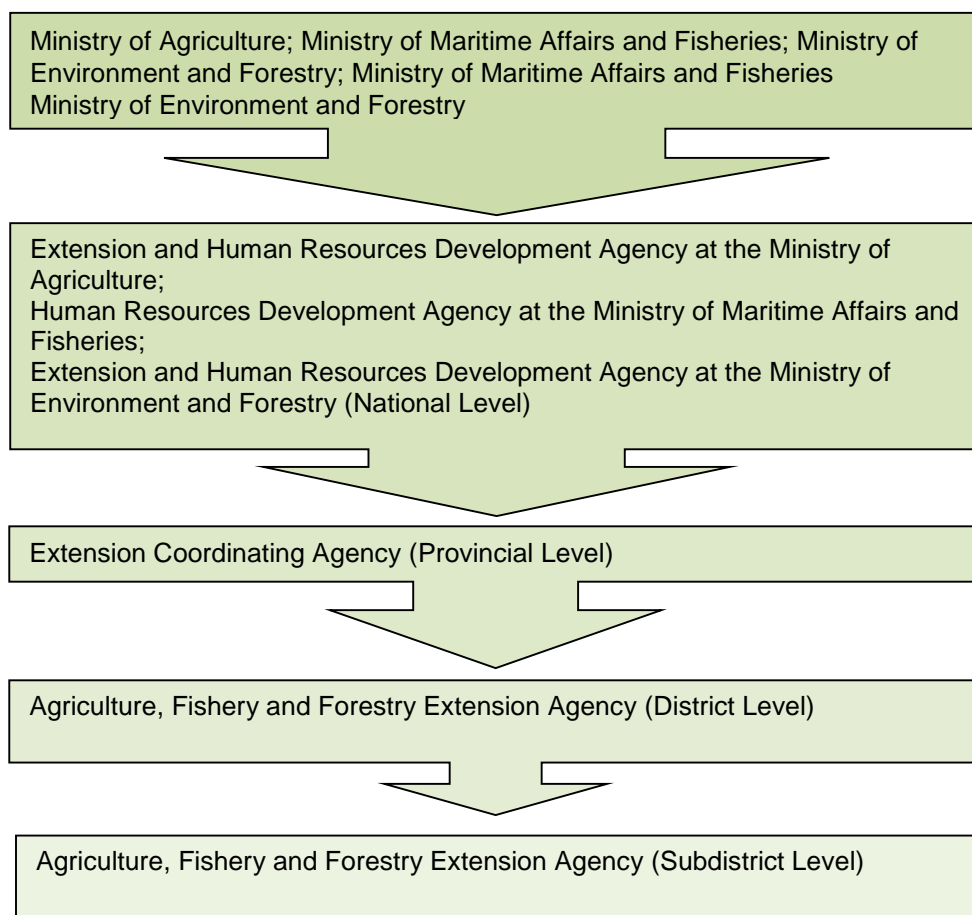 Ministry of Agriculture; Ministry of Maritime Affairs and Fisheries; Ministry of
Environment and Forestry; Ministry of Maritime Affairs and Fisheries
Ministry of Environment and Forestry
Extension and Human Resources Development Agency at the Ministry of
Agriculture;
Human Resources Development Agency at the Ministry of Maritime Affairs and
Fisheries;
Extension and Human Resources Development Agency at the Ministry of
Environment and Forestry (National Level)
Extension Coordinating Agency (Provincial Level)
Agriculture, Fishery and Forestry Extension Agency (District Level)
Agriculture, Fishery and Forestry Extension Agency (Subdistrict Level)